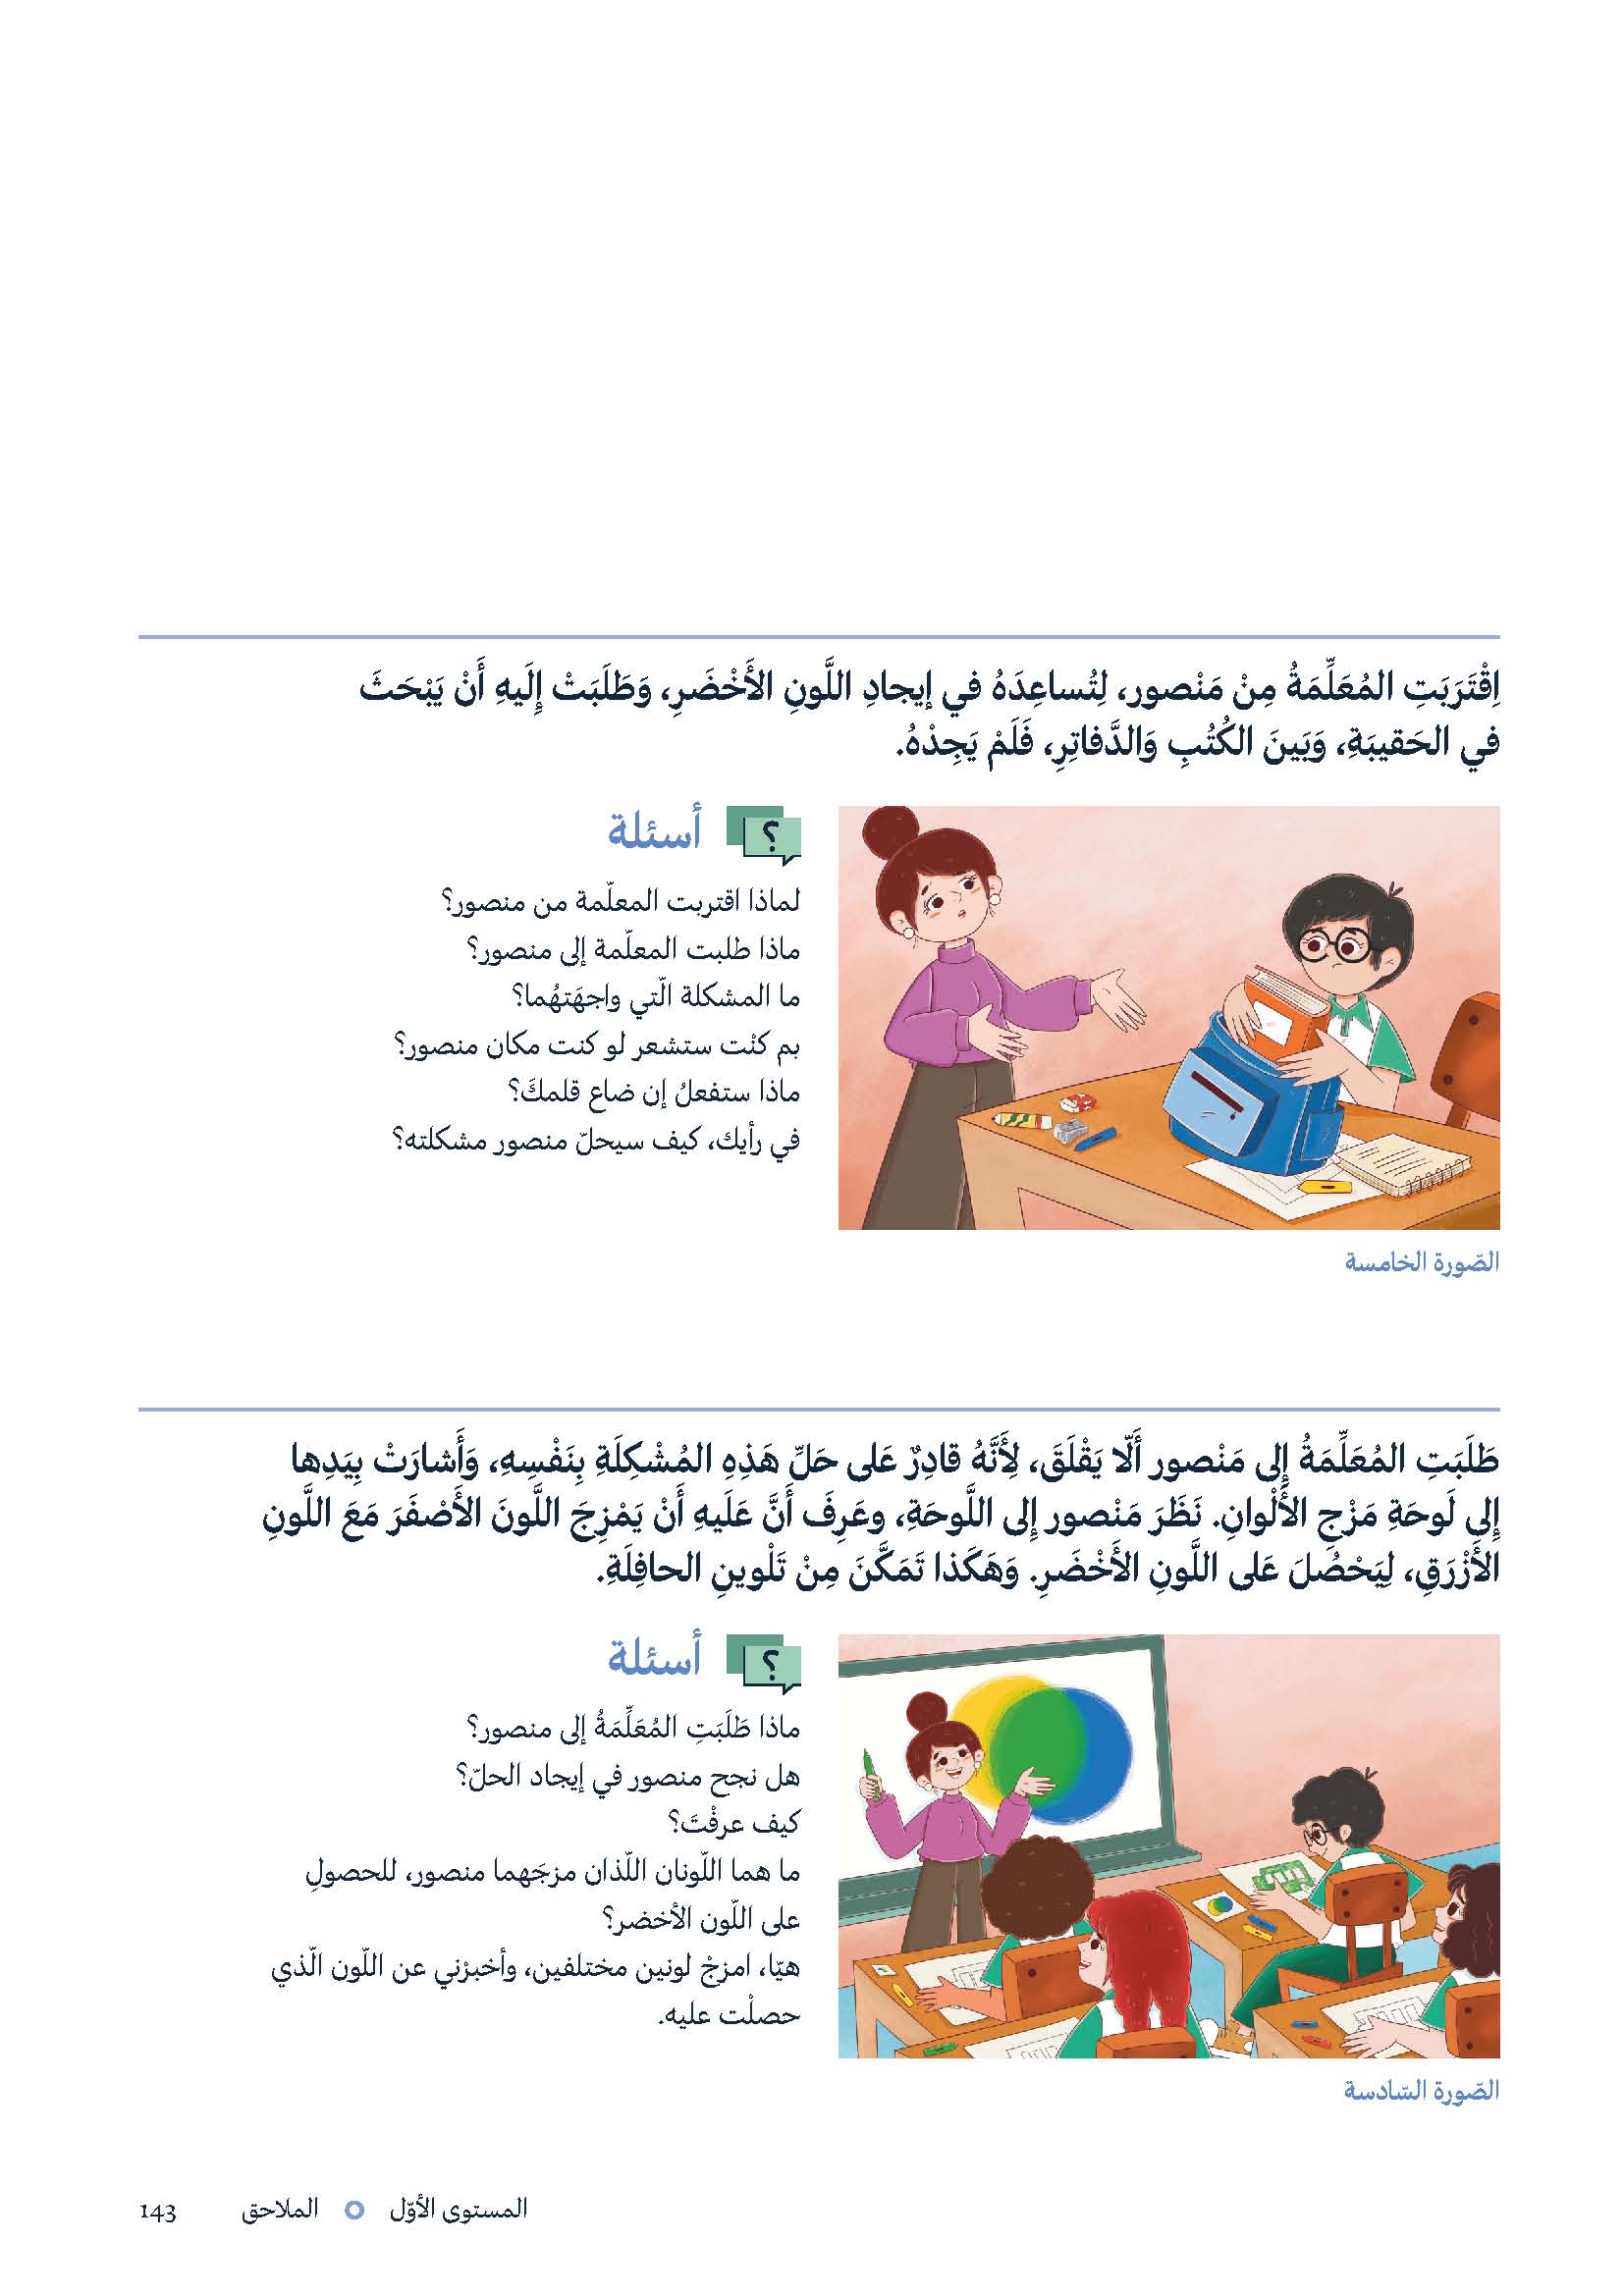 اِقْتَرَبَتِ المُعَلِّمَةُ مِنْ مَنْصور، لِتُساعِدَهُ في إيجادِ اللَّونِ الأَخْضَرِ، وَطَلَبَتْ إِلَيهِ أَنْ يَبْحَثَ
في الحَقيبَةِ، وَبَينَ الكُتُبِ وَالدَّفاتِرِ، فَلَمْ يَجِدْهُ.
؟ أسئلة
لماذا اقتربت المعلّمة من منصور؟
ماذا طلبت المعلّمة إلى منصور؟
ما المشكلة الّتي واجهَتهُما؟
بم كنْت ستشعر لو كنت مكان منصور؟
ماذا ستفعلُ إن ضاع قلمكَ؟
في رأيك، كيف سيحلّ منصور مشكلته؟
الصّورة الخامسة
طَلَبَتِ المُعَلِّمَةُ إِلى مَنْصور أَلّا يَقْلَقَ، لِأَنَّهُ قادِرٌ عَلى حَلِّ هَذِهِ المُشْكِلَةِ بِنَفْسِهِ، وَأَشارَتْ بِيَدِها
إِلى لَوحَةِ مَزْجِ الأَلْوانِ. نَظَرَ مَنْصور إِلى اللَّوحَةِ، وعَرِفَ أَنَّ عَلَيهِ أَنْ يَمْزِجَ اللَّونَ الأَصْفَرَ مَعَ اللَّونِ
الأَزْرَقِ، لِيَحْصُلَ عَلى اللَّونِ الأَخْضَرِ. وَهَكَذا تَمَكَّنَ مِنْ تَلْوينِ الحافِلَةِ.
؟ أسئلة
ماذا طَلَبَتِ المُعَلِّمَةُ إلى منصور؟
هل نجح منصور في إيجاد الحلّ؟
كيف عرفْتَ؟
ما هما اللّونان اللّذان مزجَهما منصور، للحصولِ
على اللّون الأخضر؟
هيّا، امزجْ لونين مختلفين، وأخبرْني عن اللّون الّذي
حصلْت عليه.
الصّورة السّادسة
المستوى الأوّل الملاحق 143